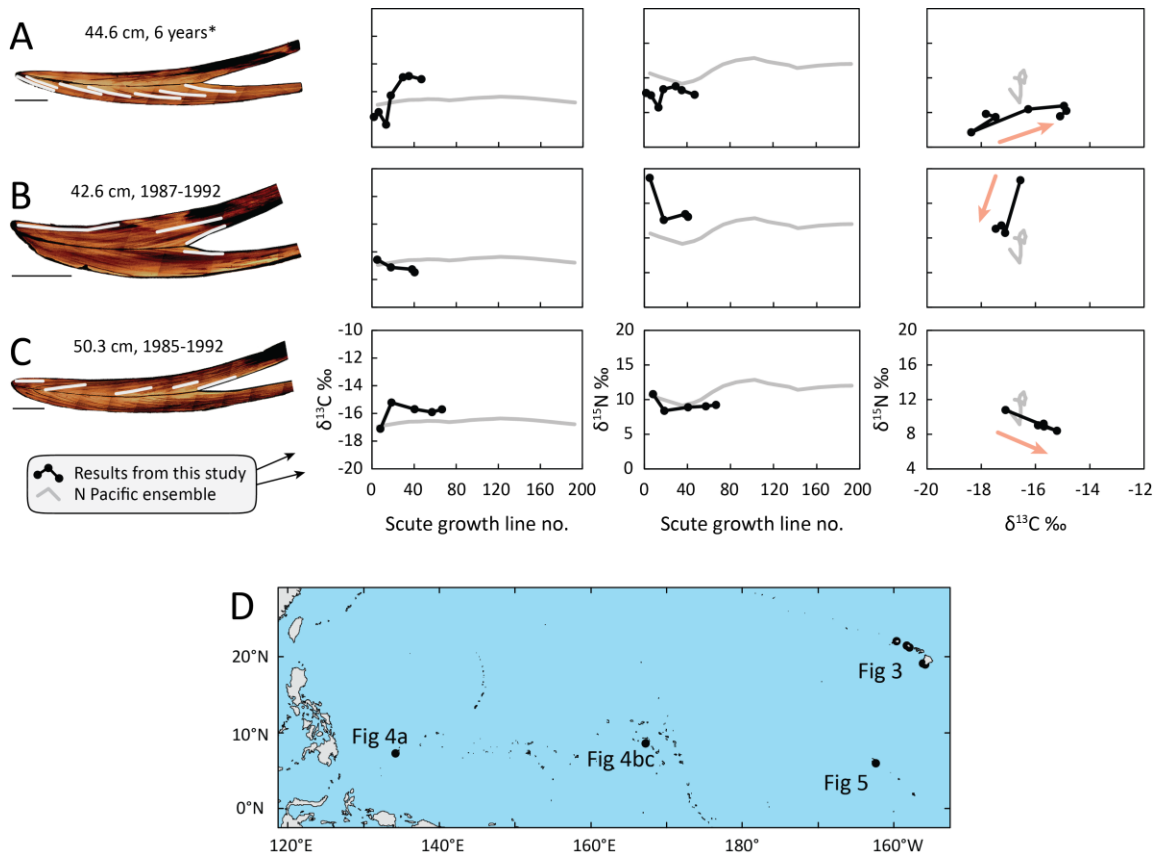 A
44.6 cm, 6 years*
B
42.6 cm, 1987-1992
C
50.3 cm, 1985-1992
Results from this study
N Pacific ensemble
δ13C ‰
-10
-12
-14
-16
-18
-20
0 40 80 120 160 200
Scute growth line no.
δ15N ‰
20
15
10
5
0
0 40 80 120 160 200
Scute growth line no.
δ15N ‰
20
16
12
8
4
-20 -18 -16 -14 -12
δ13C ‰
D
20°N
10°N
0°N
Fig 3
Fig 4a
Fig 4bc
Fig 5
120°E 140°E 160°E 180° 160°W